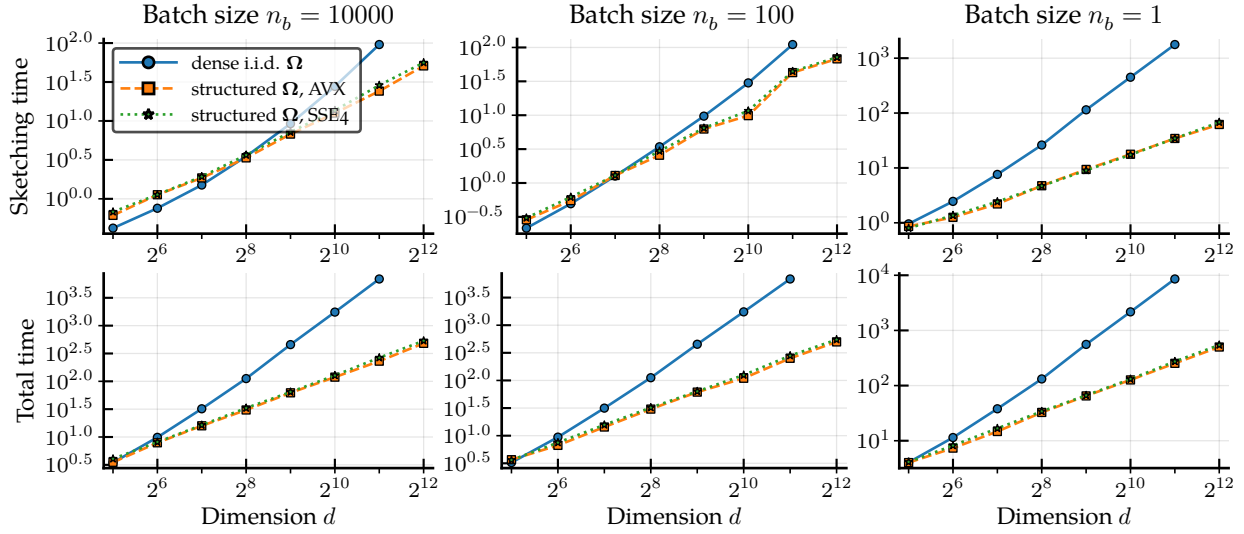 Batch size n_b = 10000
Batch size n_b = 100
Batch size n_b = 1
Sketching time
10^2.0
10^1.5
10^1.0
10^0.5
10^0.0
dense i.i.d. Ω
structured Ω, AVX
structured Ω, SSE4
2^6 2^8 2^10 2^12
10^2.0
10^1.5
10^1.0
10^0.5
10^0.0
10^−0.5
2^6 2^8 2^10 2^12
10^3
10^2
10^1
10^0
2^6 2^8 2^10 2^12
Total time
10^3.5
10^3.0
10^2.5
10^2.0
10^1.5
10^1.0
10^0.5
2^6 2^8 2^10 2^12
Dimension d
10^3.5
10^3.0
10^2.5
10^2.0
10^1.5
10^1.0
10^0.5
2^6 2^8 2^10 2^12
Dimension d
10^4
10^3
10^2
10^1
2^6 2^8 2^10 2^12
Dimension d